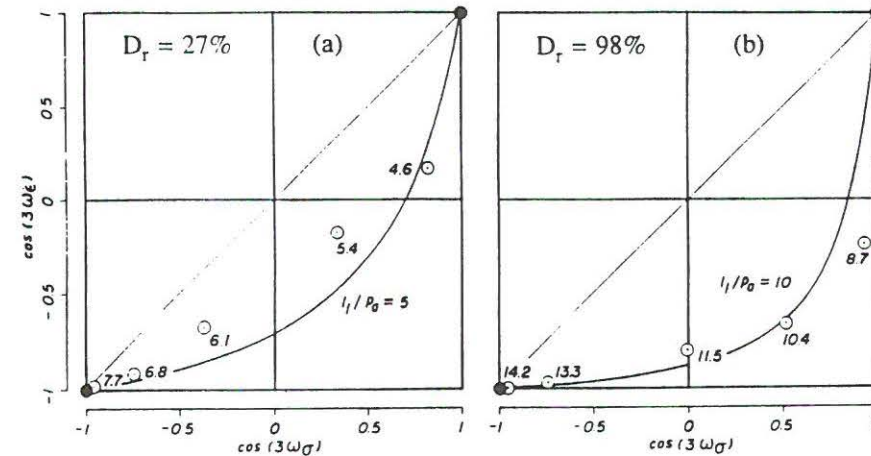 D_r = 27% (a)
1
0.5
0
-0.5
-1
cos (3ω_ϵ)
4.6
5.4
6.1
6.8
7.7
I_1/P_a = 5
-1 -0.5 0 0.5 1
cos (3ω_σ)
D_r = 98% (b)
8.7
10.4
11.5
13.3
14.2
I_1/P_a = 10
-1 -0.5 0 0.5
cos (3ω_σ)